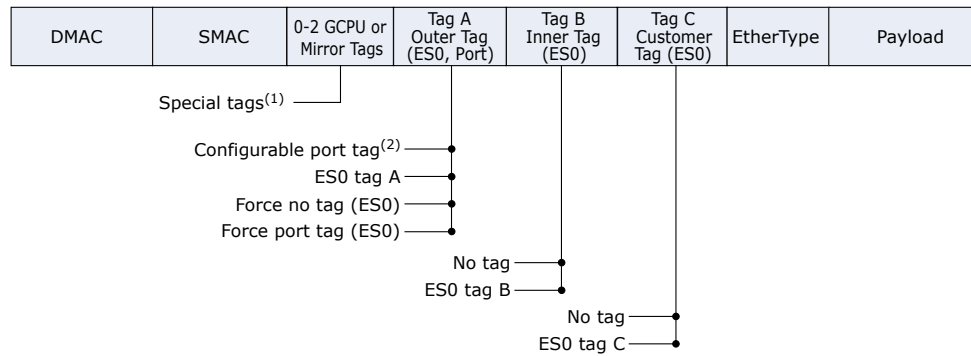 DMAC
SMAC
0-2 GCPU or
Mirror Tags
Tag A
Outer Tag
(ES0, Port)
Tag B
Inner Tag
(ES0)
Tag C
Customer
Tag (ES0)
EtherType
Payload
Special tags(1)
Configurable port tag(2)
ES0 tag A
Force no tag (ES0)
Force port tag (ES0)
No tag
ES0 tag B
No tag
ES0 tag C